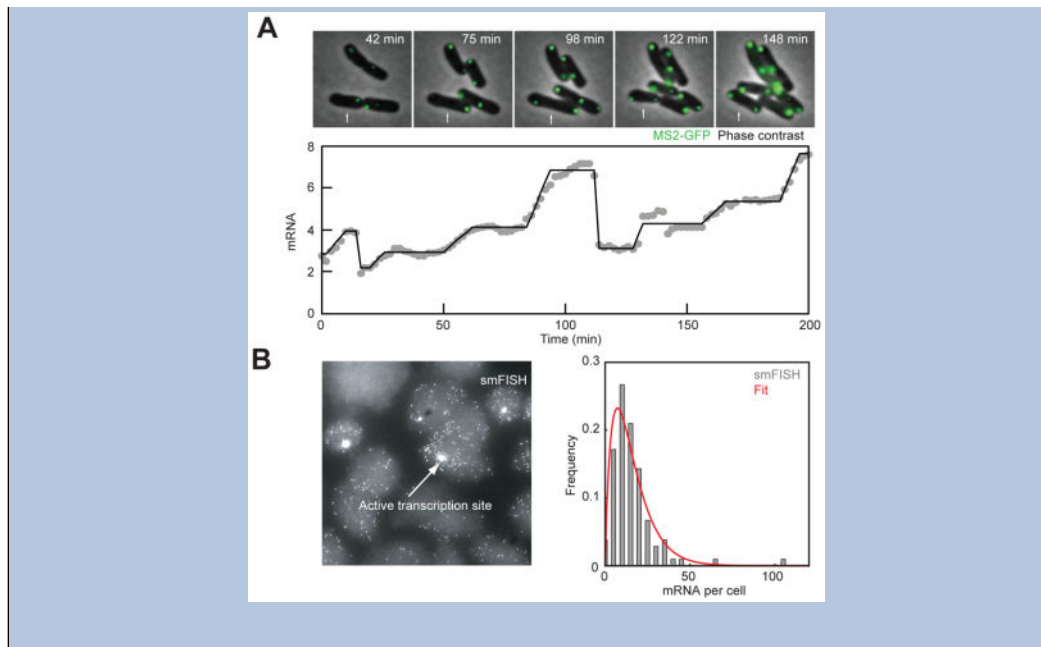 A
42 min 75 min 98 min 122 min 148 min
MS2-GFP Phase contrast
8
6
4
2
0
mRNA
0 50 100 150 200
Time (min)
B
smFISH
Active transcription site
0.3
0.2
0.1
0
Frequency
smFISH
Fit
0 50 100
mRNA per cell